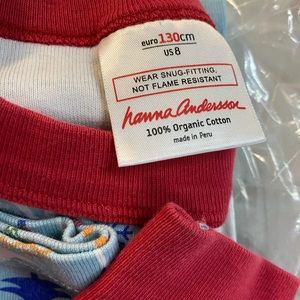 euro 130cm
US 8
WEAR SNUG-FITTING,
NOT FLAME RESISTANT
hanna Andersson
100% Organic Cotton
made in Peru